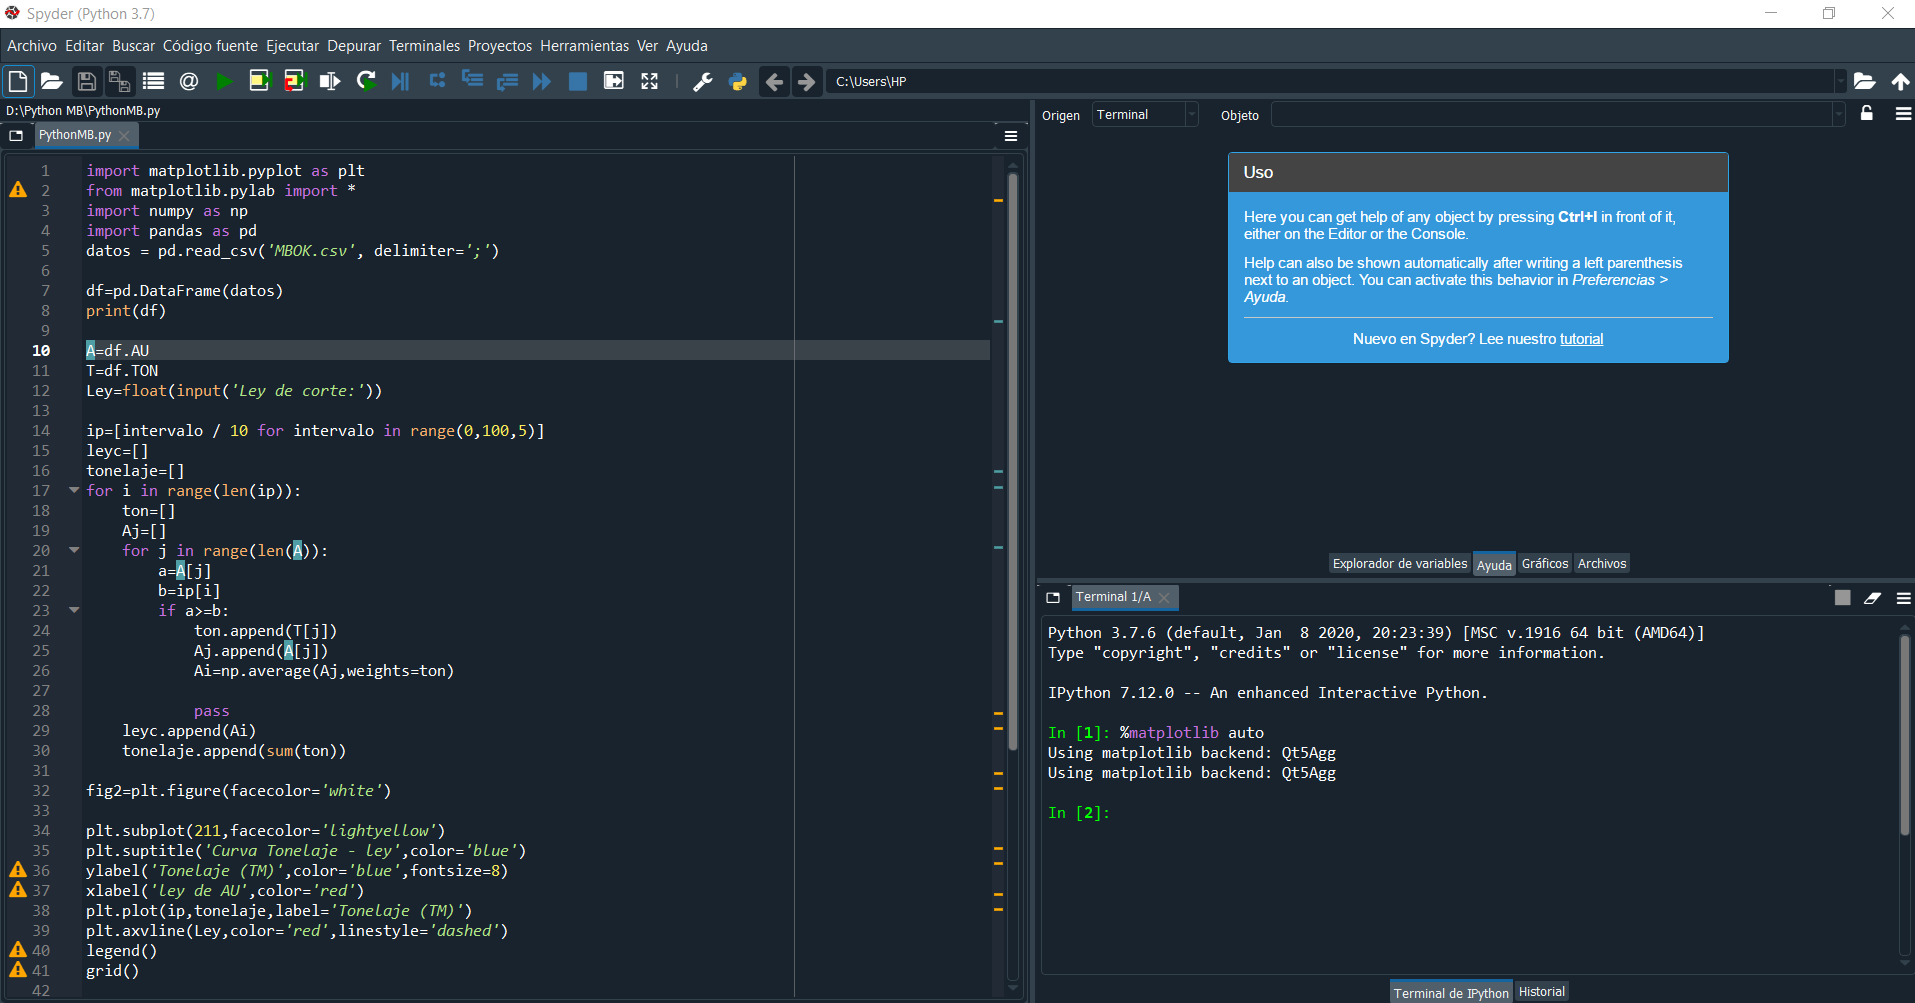 Spyder (Python 3.7)
Archivo Editar Buscar Código fuente Ejecutar Depurar Terminales Proyectos Herramientas Ver Ayuda
C:\Users\HP
D:\Python MB\PythonMB.py
PythonMB.py
1 import matplotlib.pyplot as plt
2 from matplotlib.pylab import *
3 import numpy as np
4 import pandas as pd
5 datos = pd.read_csv('MBOK.csv', delimiter=';')
6
7 df=pd.DataFrame(datos)
8 print(df)
9
10 A=df.AU
11 T=df.TON
12 Ley=float(input('Ley de corte:'))
13
14 ip=[intervalo / 10 for intervalo in range(0,100,5)]
15 leyc=[]
16 tonelaje=[]
17 for i in range(len(ip)):
18     ton=[]
19     Aj=[]
20     for j in range(len(A)):
21         a=A[j]
22         b=ip[i]
23         if a>=b:
24             ton.append(T[j])
25             Aj.append(A[j])
26             Ai=np.average(Aj,weights=ton)
27
28             pass
29     leyc.append(Ai)
30     tonelaje.append(sum(ton))
31
32 fig2=plt.figure(facecolor='white')
33
34 plt.subplot(211,facecolor='lightyellow')
35 plt.suptitle('Curva Tonelaje - ley',color='blue')
36 ylabel('Tonelaje (TM)',color='blue',fontsize=8)
37 xlabel('ley de AU',color='red')
38 plt.plot(ip,tonelaje,label='Tonelaje (TM)')
39 plt.axvline(Ley,color='red',linestyle='dashed')
40 legend()
41 grid()
42
Origen Terminal Objeto
Uso
Here you can get help of any object by pressing Ctrl+I in front of it,
either on the Editor or the Console.
Help can also be shown automatically after writing a left parenthesis
next to an object. You can activate this behavior in Preferencias >
Ayuda.
Nuevo en Spyder? Lee nuestro tutorial
Explorador de variables Ayuda Gráficos Archivos
Terminal 1/A
Python 3.7.6 (default, Jan  8 2020, 20:23:39) [MSC v.1916 64 bit (AMD64)]
Type "copyright", "credits" or "license" for more information.
IPython 7.12.0 -- An enhanced Interactive Python.
In [1]: %matplotlib auto
Using matplotlib backend: Qt5Agg
Using matplotlib backend: Qt5Agg
In [2]:
Terminal de IPython Historial